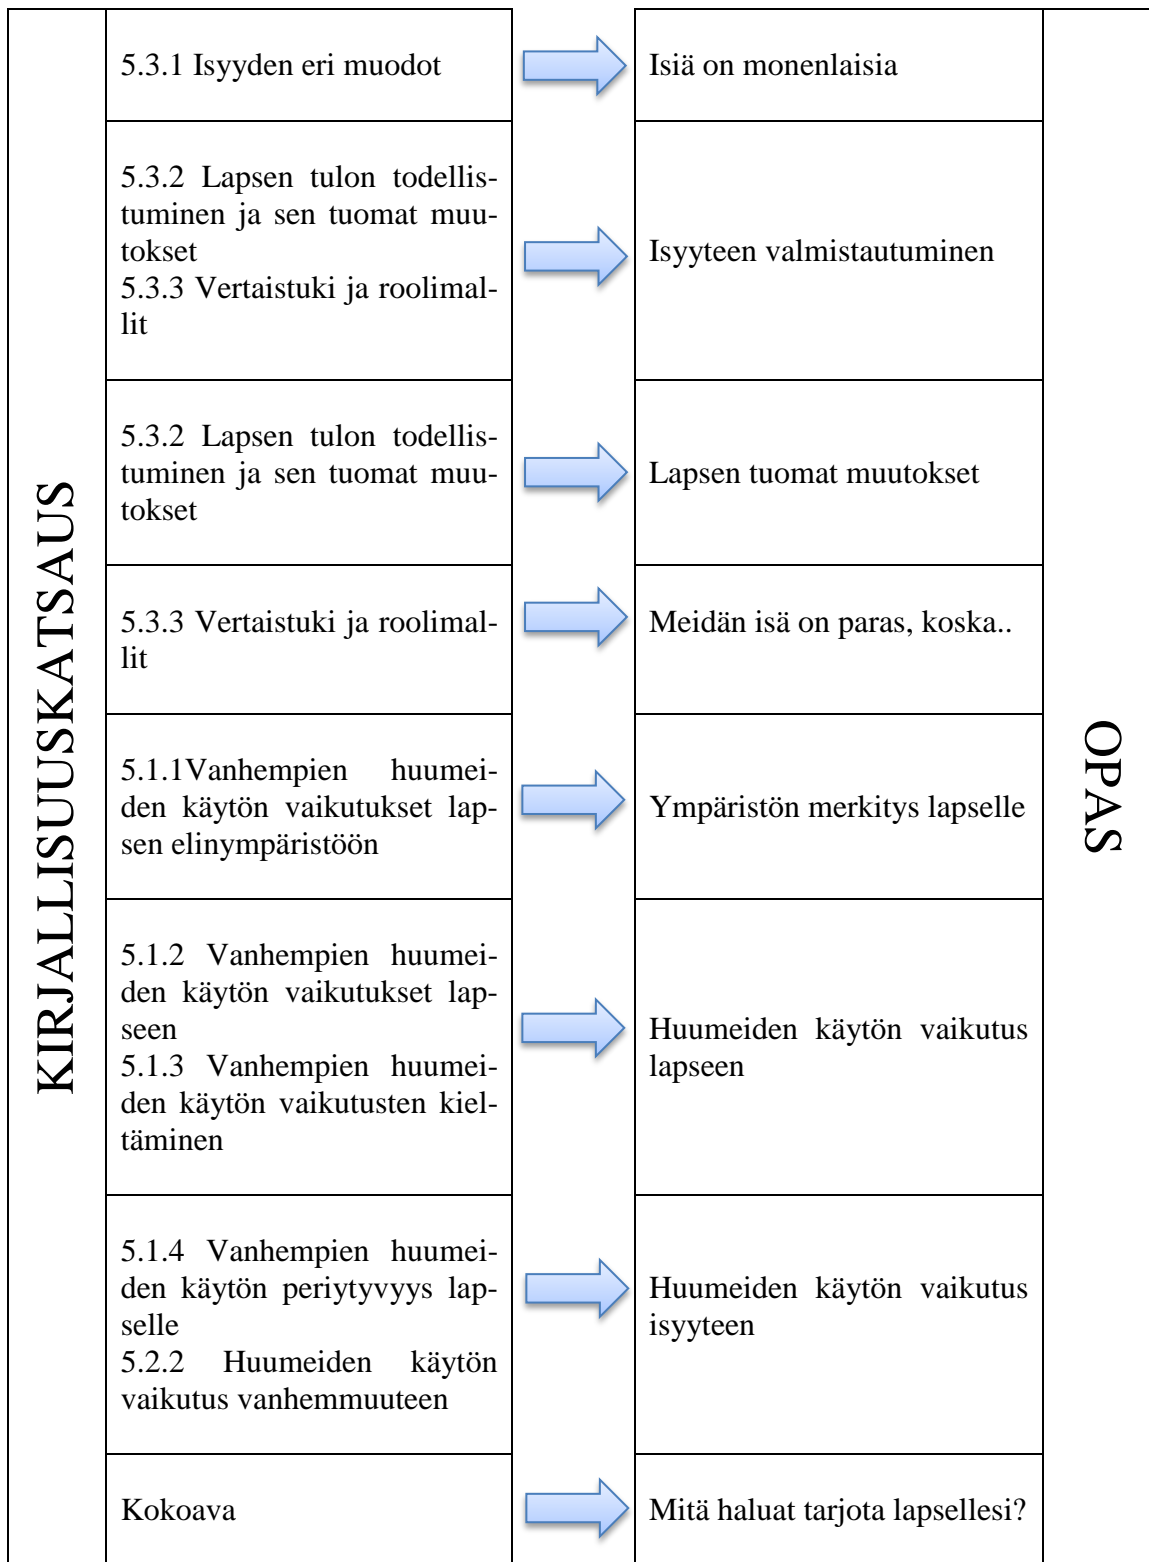 KIRJALLISUUSKATSAUS
5.3.1 Isyyden eri muodot
Isiä on monenlaisia
5.3.2 Lapsen tulon todellis-
tuminen ja sen tuomat muu-
tokset
5.3.3 Vertaistuki ja roolimal-
lit
Isyyteen valmistautuminen
5.3.2 Lapsen tulon todellis-
tuminen ja sen tuomat muu-
tokset
Lapsen tuomat muutokset
5.3.3 Vertaistuki ja roolimal-
lit
Meidän isä on paras, koska..
5.1.1Vanhempien huumei-
den käytön vaikutukset lap-
sen elinympäristöön
Ympäristön merkitys lapselle
5.1.2 Vanhempien huumei-
den käytön vaikutukset lap-
seen
5.1.3 Vanhempien huumei-
den käytön vaikutusten kiel-
täminen
Huumeiden käytön vaikutus
lapseen
5.1.4 Vanhempien huumei-
den käytön periytyvyys lap-
selle
5.2.2 Huumeiden käytön
vaikutus vanhemmuuteen
Huumeiden käytön vaikutus
isyyteen
Kokoava
Mitä haluat tarjota lapsellesi?
OPAS